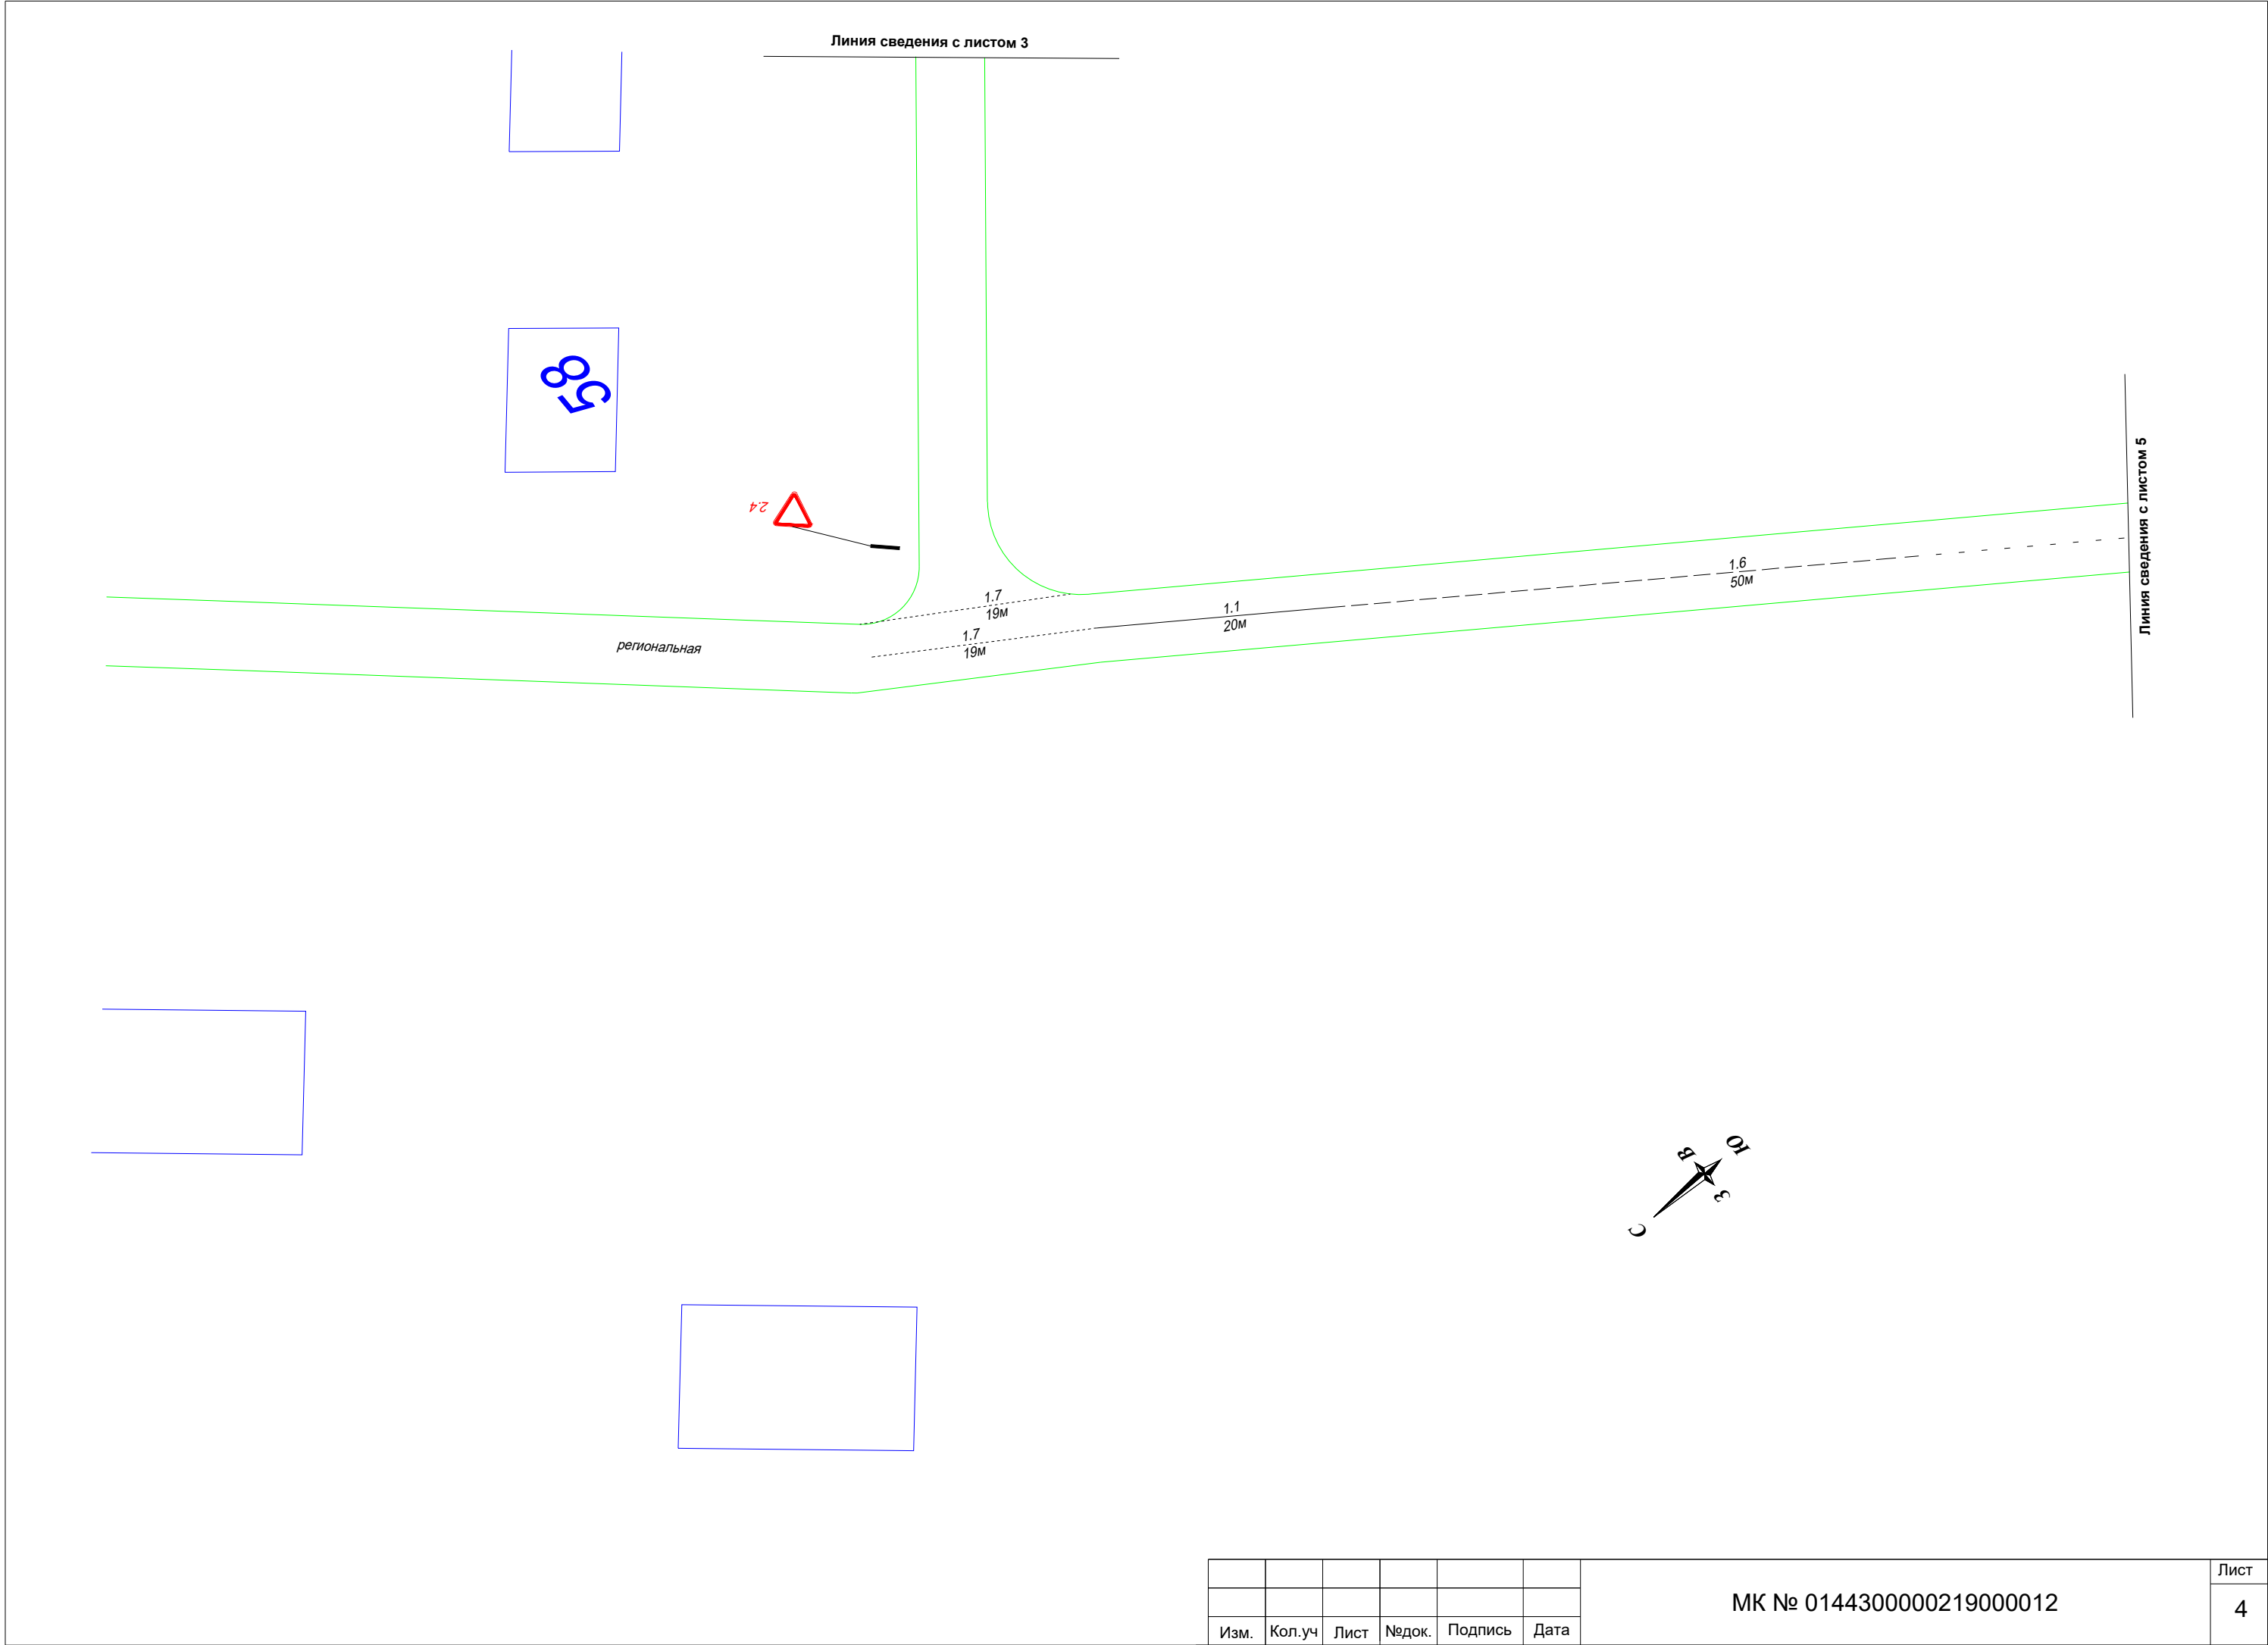 Линия сведения с листом 3
58
2.4
Линия сведения с листом 5
1.6
50м
1.7
19м
1.1
20м
1.7
19м
региональная
В
Ю
З
С
МК № 0144300000219000012
Лист
4
Изм.
Кол.уч
Лист
№док.
Подпись
Дата